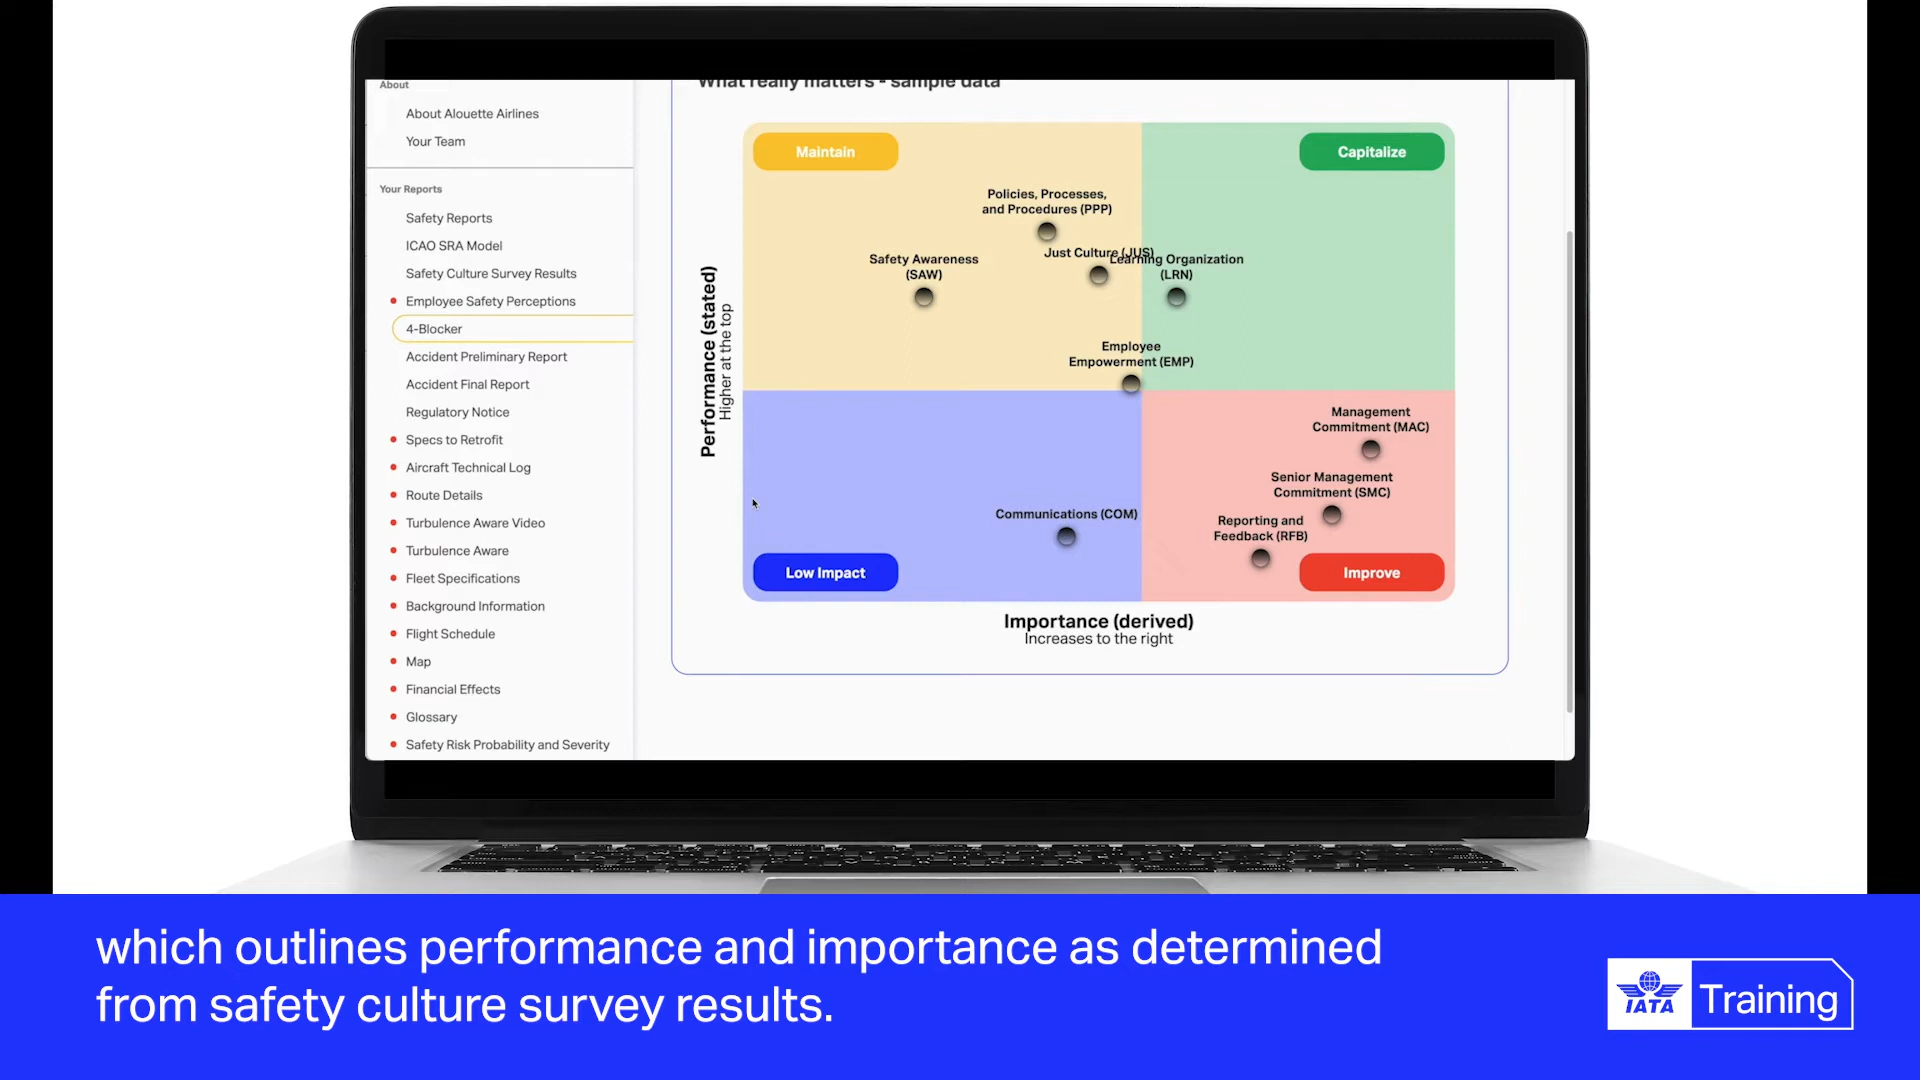 About
About Alouette Airlines
Your Team
Your Reports
Safety Reports
ICAO SRA Model
Safety Culture Survey Results
Employee Safety Perceptions
4-Blocker
Accident Preliminary Report
Accident Final Report
Regulatory Notice
Specs to Retrofit
Aircraft Technical Log
Route Details
Turbulence Aware Video
Turbulence Aware
Fleet Specifications
Background Information
Flight Schedule
Map
Financial Effects
Glossary
Safety Risk Probability and Severity
What really matters - sample data
Maintain
Capitalize
Policies, Processes,
and Procedures (PPP)
Just Culture (JUS)
Safety Awareness
(SAW)
Learning Organization
(LRN)
Employee
Empowerment (EMP)
Performance (stated)
Higher at the top
Management
Commitment (MAC)
Senior Management
Commitment (SMC)
Communications (COM)
Reporting and
Feedback (RFB)
Low Impact
Improve
Importance (derived)
Increases to the right
which outlines performance and importance as determined
from safety culture survey results.
IATA
Training